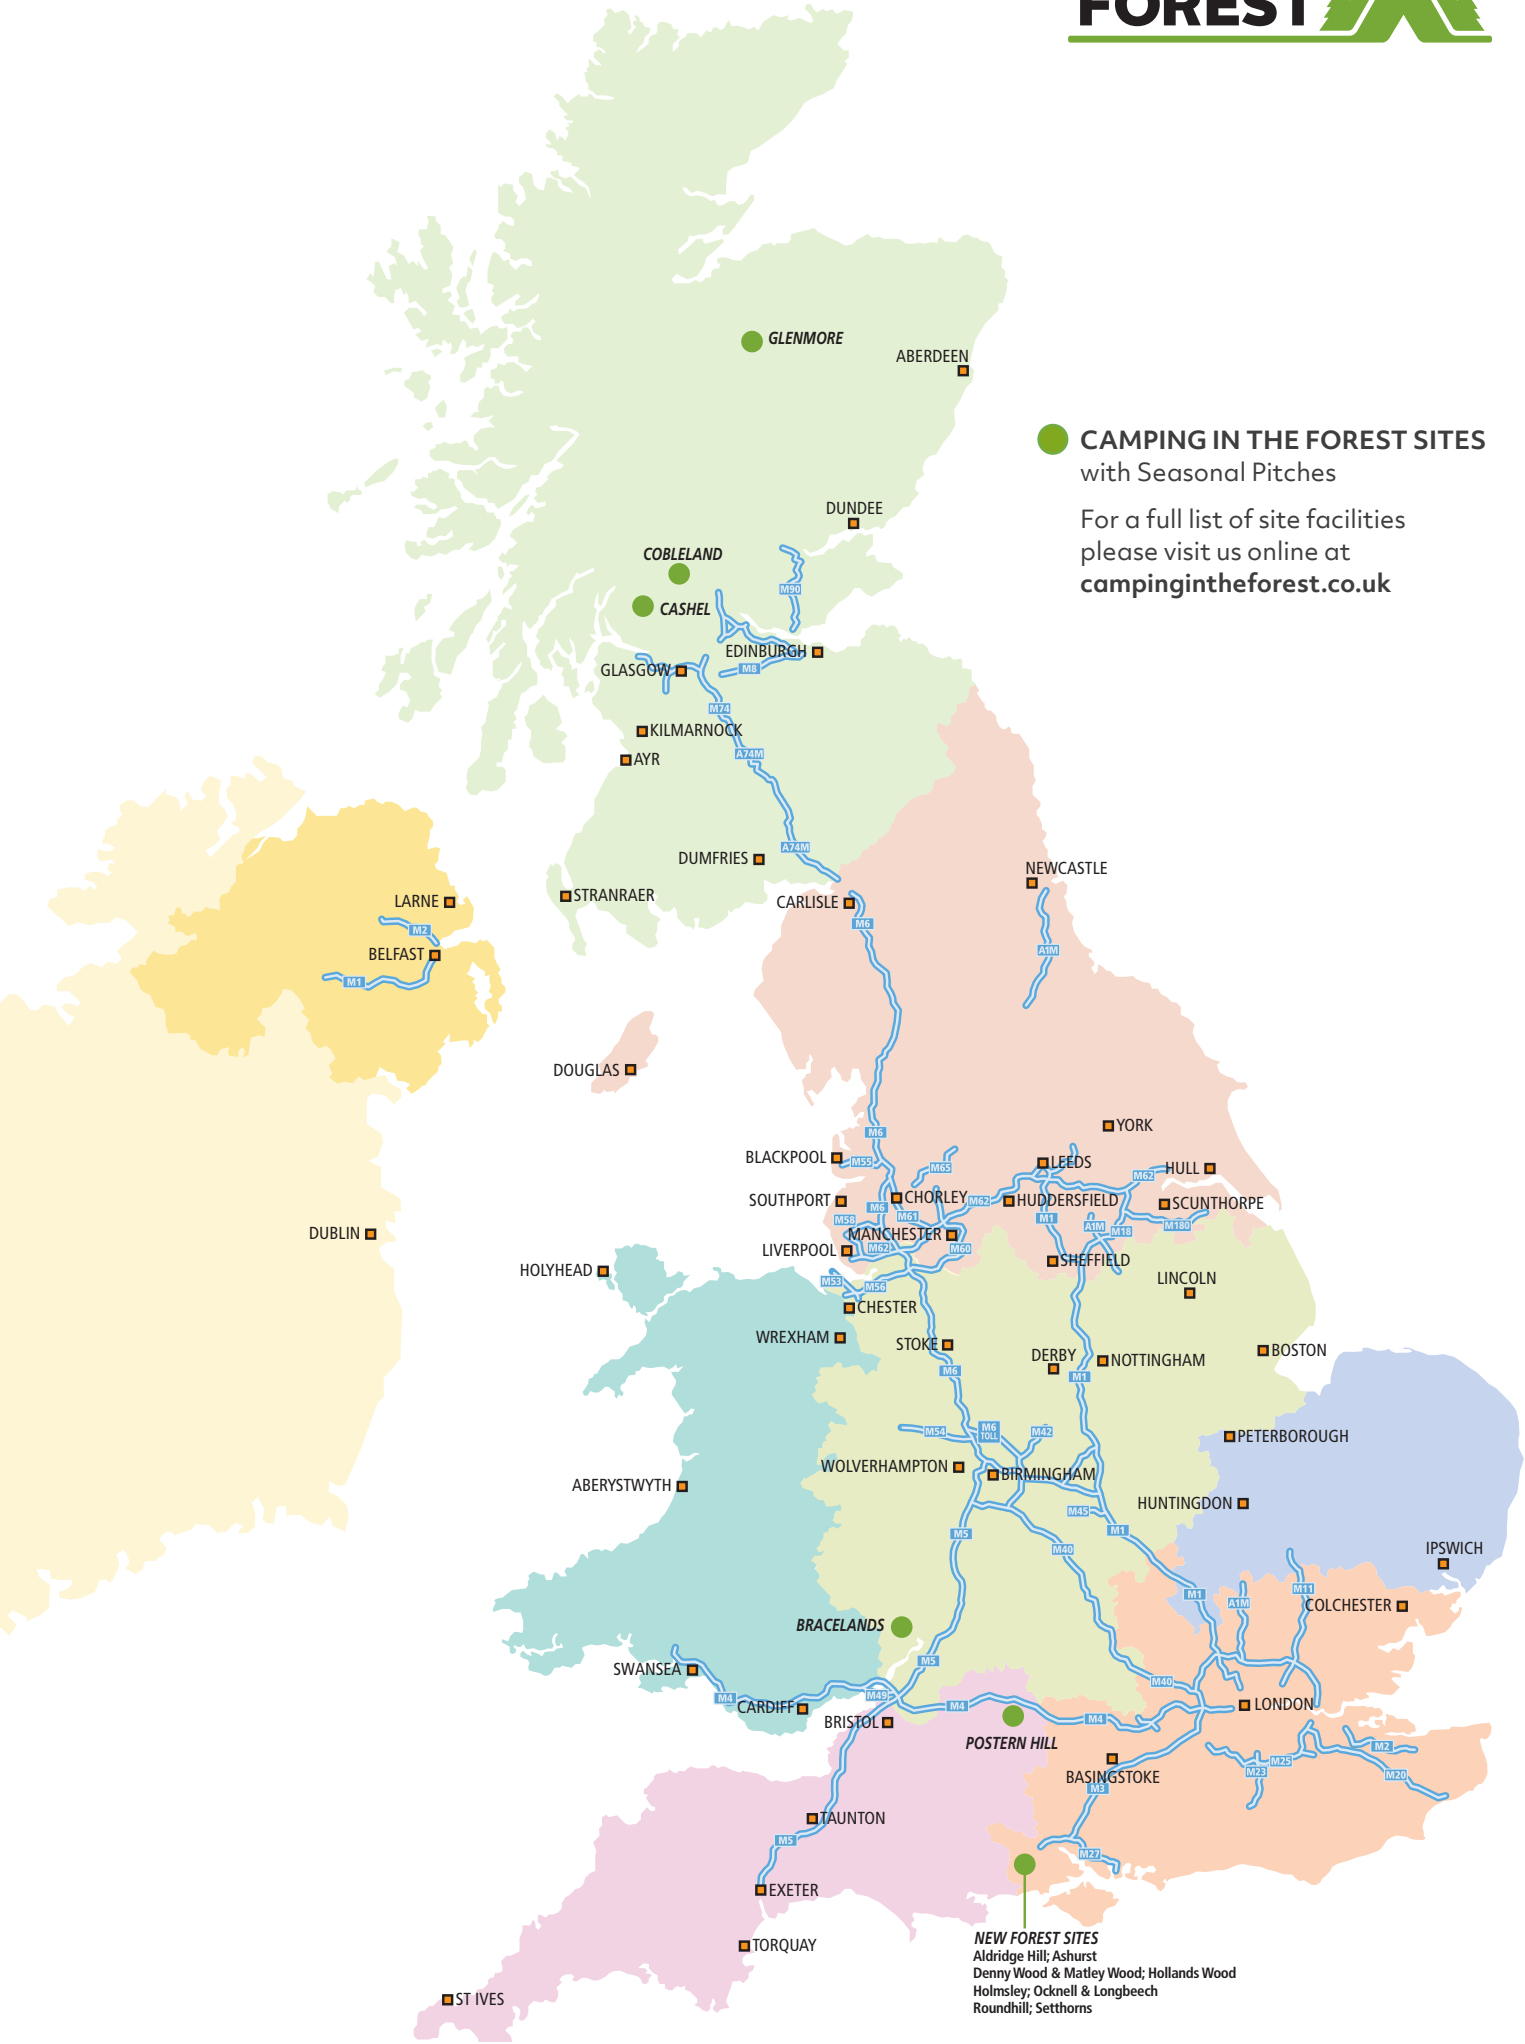 FOREST
GLENMORE
ABERDEEN
CAMPING IN THE FOREST SITES
with Seasonal Pitches
For a full list of site facilities
please visit us online at
campingintheforest.co.uk
DUNDEE
COBLELAND
M90
CASHEL
EDINBURGH
GLASGOW
M8
M74
KILMARNOCK
A74M
AYR
A74M
DUMFRIES
NEWCASTLE
STRANRAER
LARNE
CARLISLE
M6
M2
A1M
BELFAST
M1
DOUGLAS
YORK
M6
BLACKPOOL
M55
M65
LEEDS
M62
HULL
SOUTHPORT
CHORLEY
M62
HUDDERSFIELD
SCUNTHORPE
M6
M58
M61
M1
A1M
M18
M180
DUBLIN
MANCHESTER
LIVERPOOL
M62
M60
SHEFFIELD
HOLYHEAD
LINCOLN
M53
M56
CHESTER
WREXHAM
STOKE
DERBY
NOTTINGHAM
BOSTON
M6
M1
M54
M6
TOLL
M42
PETERBOROUGH
WOLVERHAMPTON
BIRMINGHAM
ABERYSTWYTH
HUNTINGDON
M45
M5
M1
M40
IPSWICH
M1
A1M
M11
COLCHESTER
BRACELANDS
M5
SWANSEA
M40
M4
CARDIFF
M49
M4
LONDON
BRISTOL
M4
POSTERN HILL
M2
BASINGSTOKE
M25
M23
M20
M3
TAUNTON
M5
M27
EXETER
NEW FOREST SITES
TORQUAY
Aldridge Hill; Ashurst
Denny Wood & Matley Wood; Hollands Wood
Holmsley; Ocknell & Longbeech
Roundhill; Setthorns
ST IVES